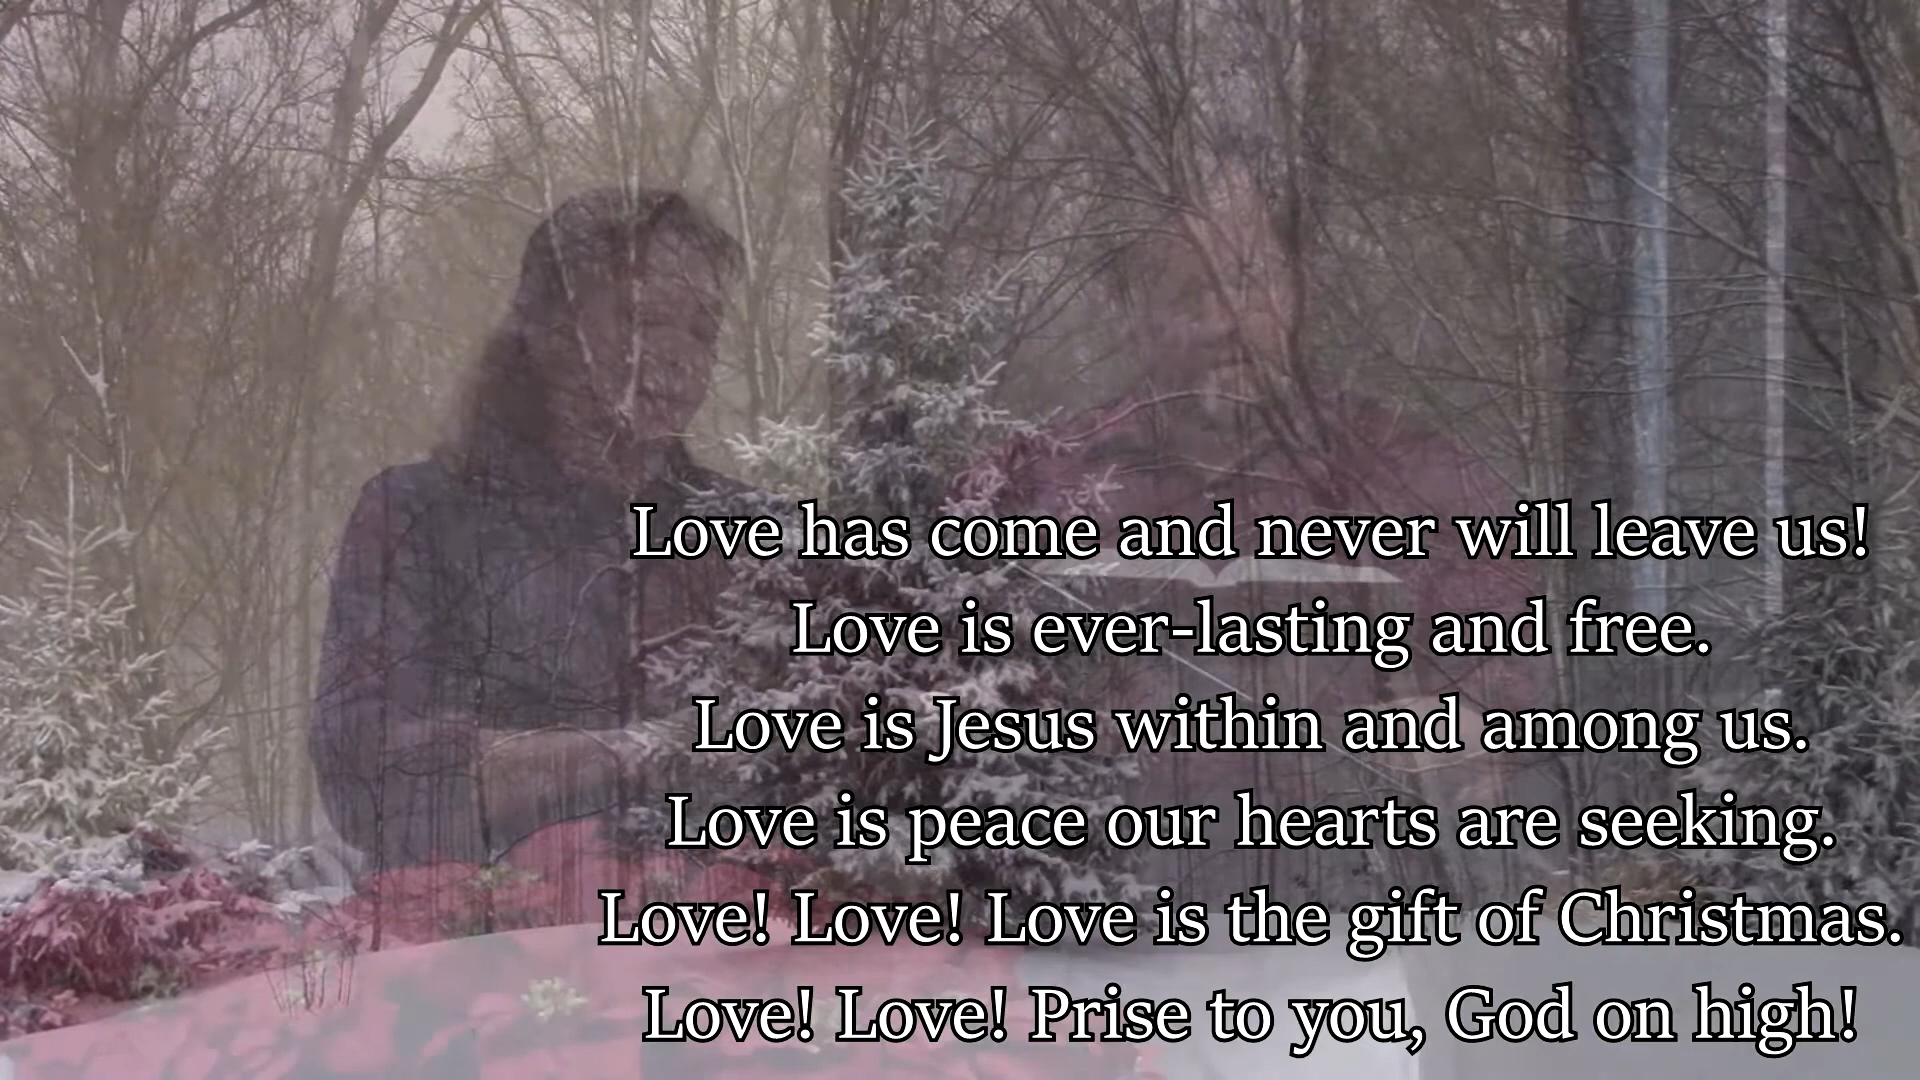 Love has come and never will leave us!
Love is ever-lasting and free.
Love is Jesus within and among us.
Love is peace our hearts are seeking.
Love! Love! Love is the gift of Christmas.
Love! Love! Prise to you, God on high!